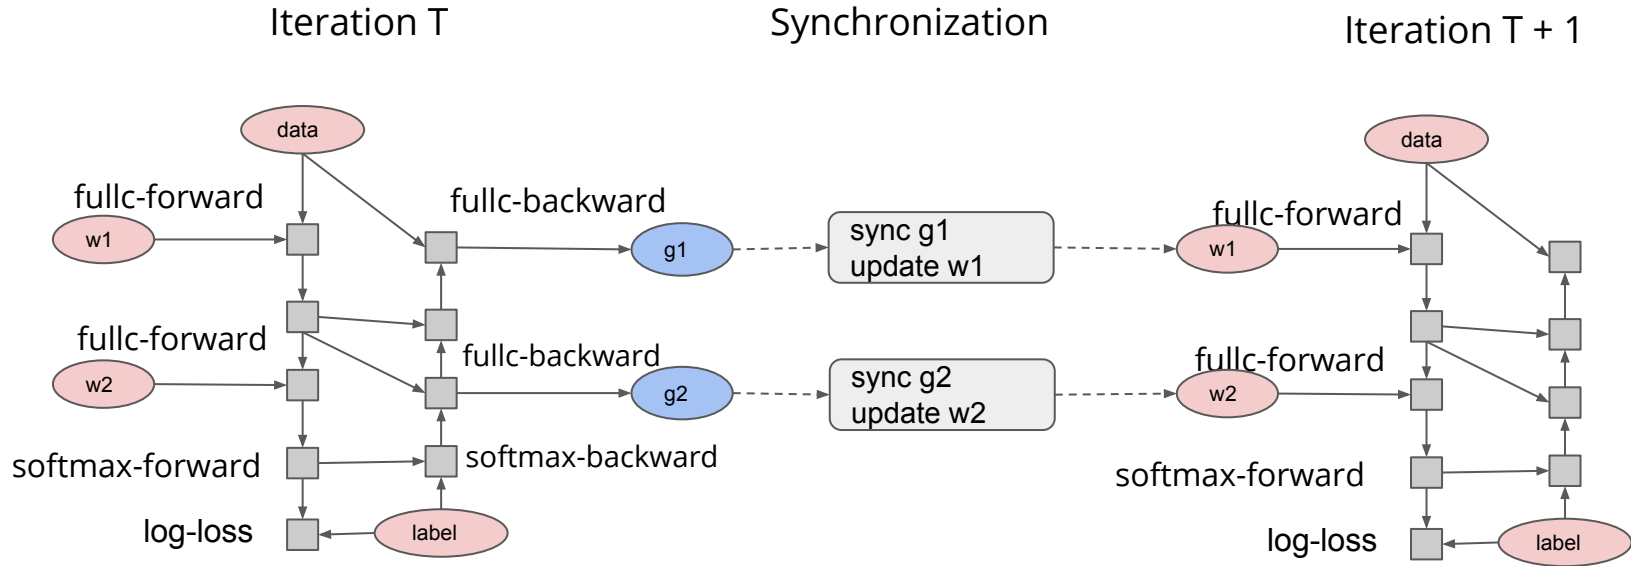 Iteration T
Synchronization
Iteration T + 1
data
fullc-forward
w1
fullc-backward
g1
sync g1
update w1
fullc-forward
w2
fullc-backward
g2
sync g2
update w2
softmax-forward
softmax-backward
log-loss
label
data
fullc-forward
w1
fullc-forward
w2
softmax-forward
log-loss
label